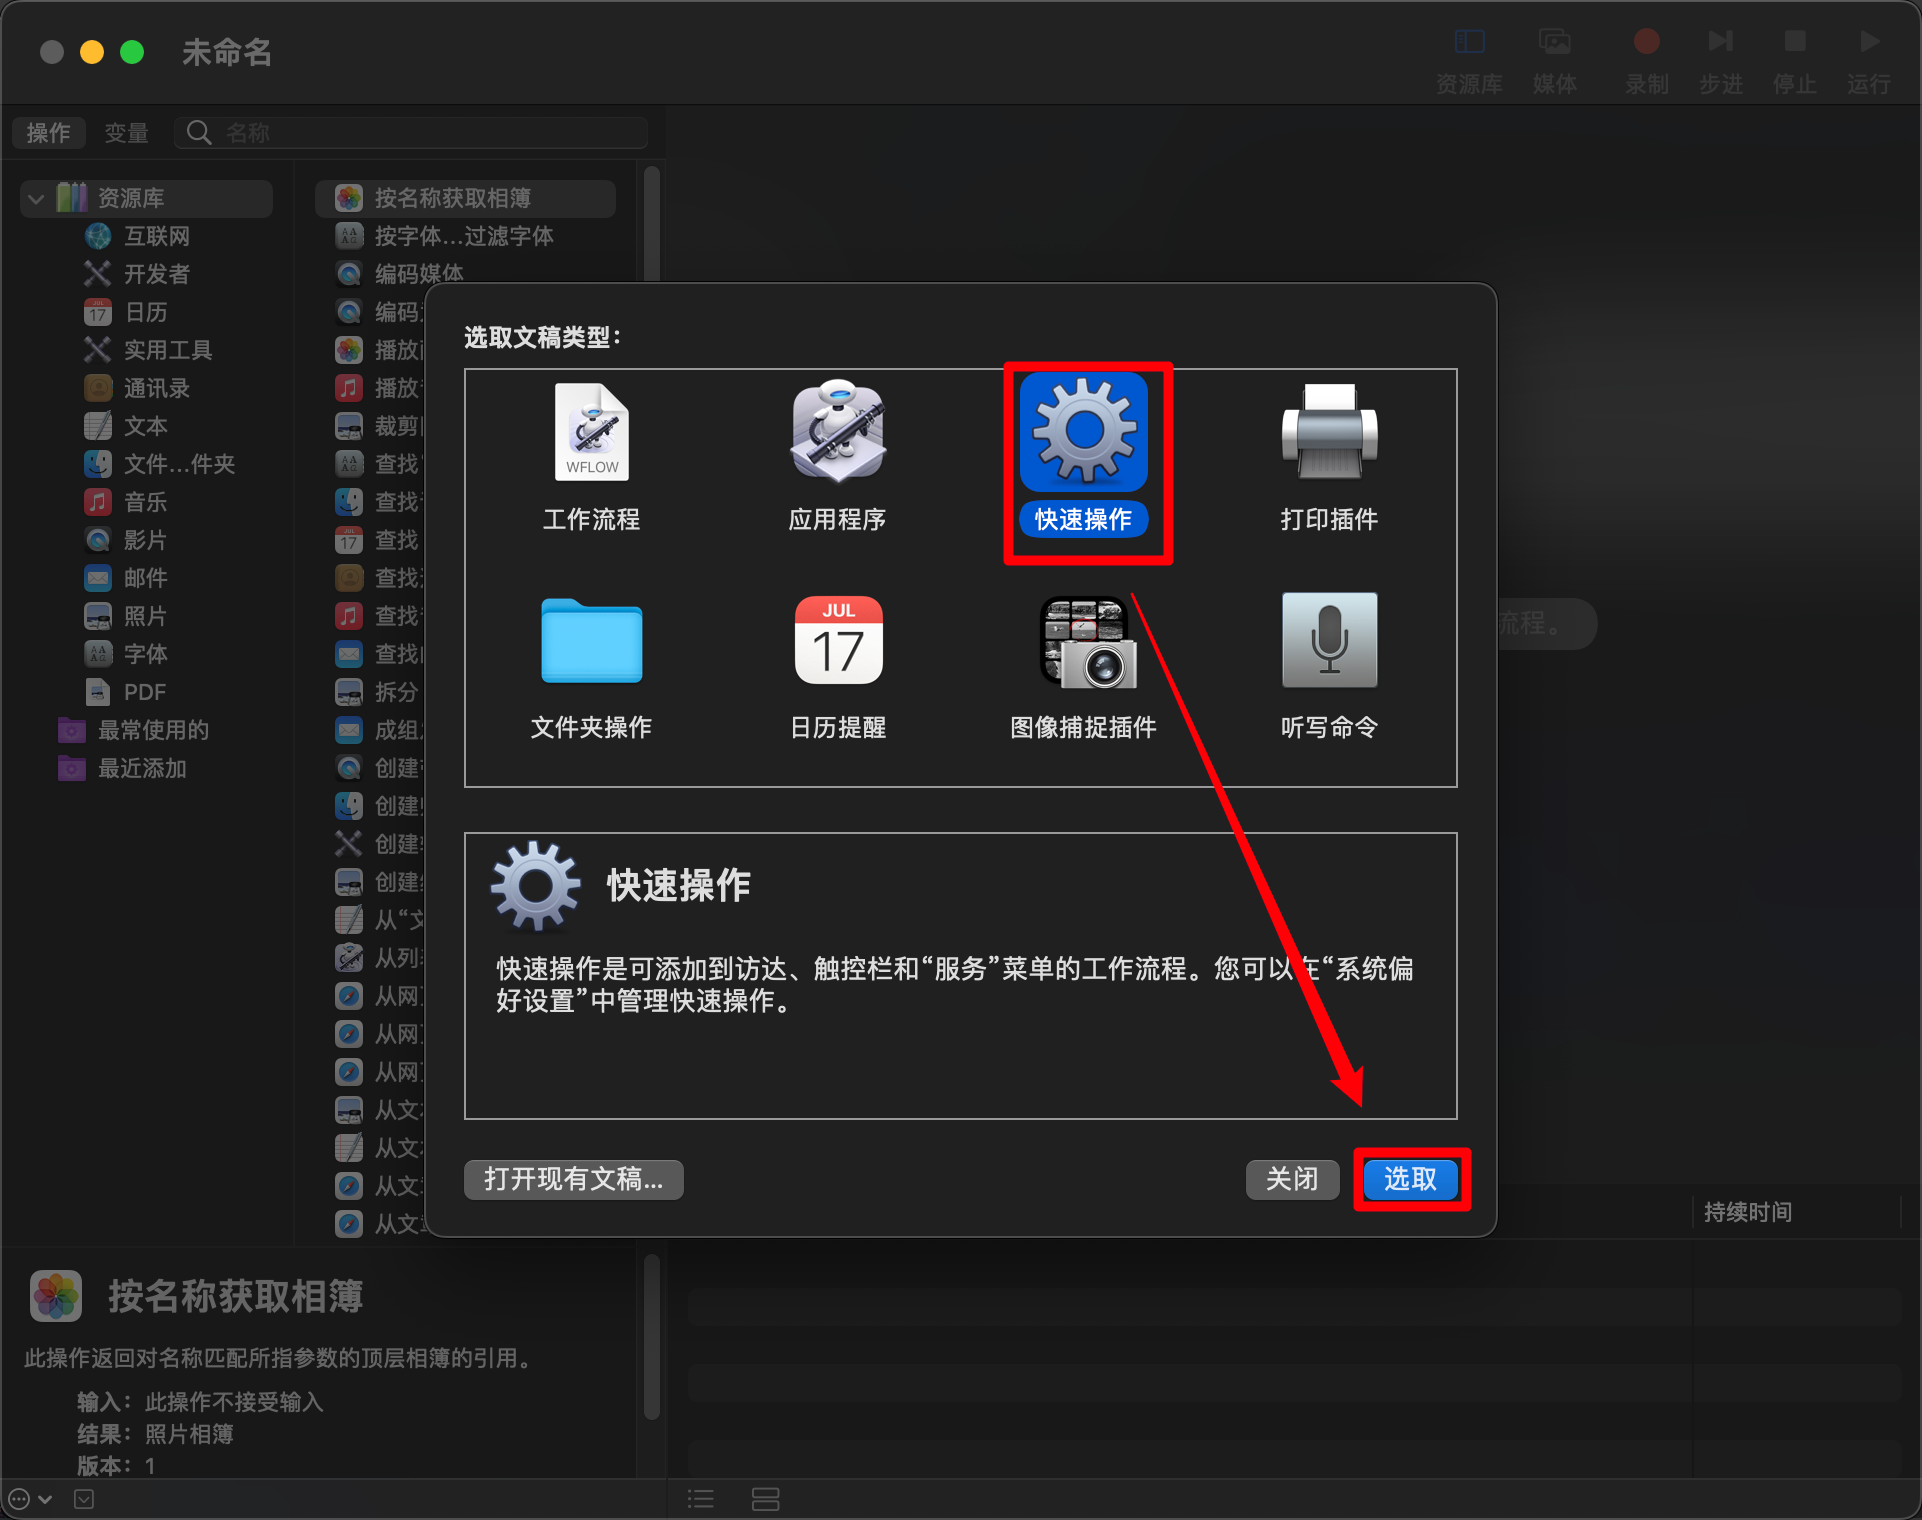 未命名
资源库
媒体
录制
步进
停止
运行
操作
变量
名称
资源库
互联网
开发者
日历
实用工具
通讯录
文本
文件…件夹
音乐
影片
邮件
照片
字体
PDF
最常使用的
最近添加
按名称获取相簿
按字体…过滤字体
编码媒体
编码
播放
播放
裁剪
查找
查找
查找
查找
查找
查找
拆分
成组
创建
创建
创建
创建
从“文
从列
从网
从网
从网
从文
从文
从文
从文
选取文稿类型：
WFLOW
工作流程
应用程序
快速操作
打印插件
文件夹操作
JUL
17
日历提醒
图像捕捉插件
听写命令
流程。
快速操作
快速操作是可添加到访达、触控栏和“服务”菜单的工作流程。您可以在“系统偏
好设置”中管理快速操作。
打开现有文稿...
关闭
选取
持续时间
按名称获取相簿
此操作返回对名称匹配所指参数的顶层相簿的引用。
输入：此操作不接受输入
结果：照片相簿
版本：1